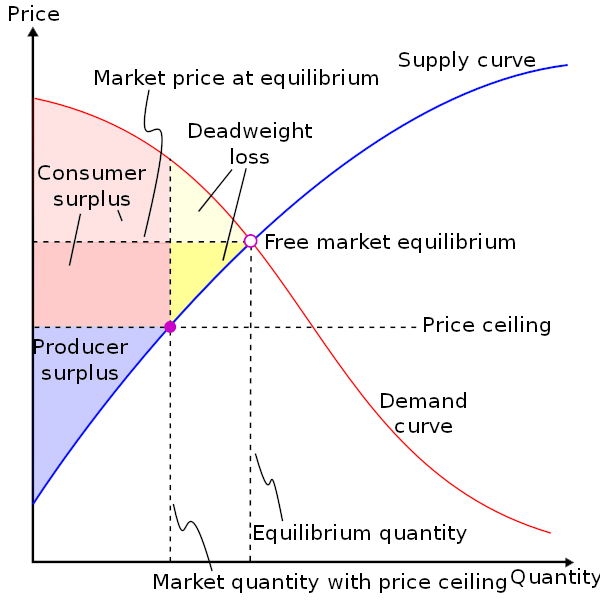 Price
Supply curve
Market price at equilibrium
Deadweight
loss
Consumer
surplus
Free market equilibrium
Price ceiling
Producer
surplus
Demand
curve
Equilibrium quantity
Market quantity with price ceiling
Quantity